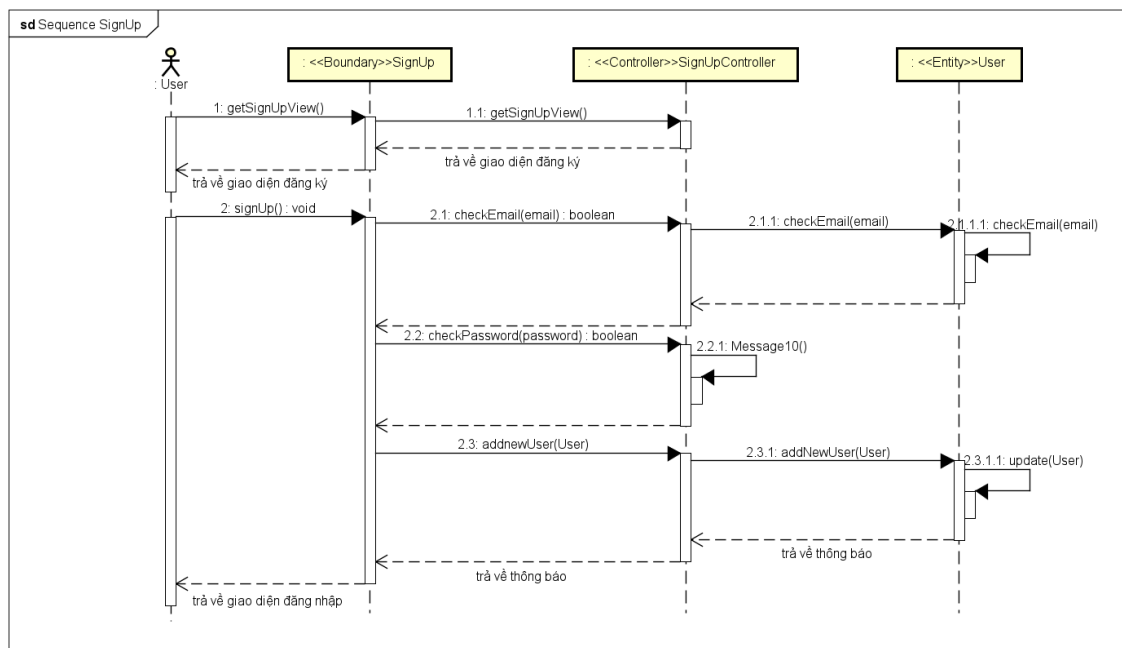 sd Sequence SignUp
: User
: <<Boundary>>SignUp
: <<Controller>>SignUpController
: <<Entity>>User
1: getSignUpView()
1.1: getSignUpView()
trả về giao diện đăng ký
trả về giao diện đăng ký
2: signUp() : void
2.1: checkEmail(email) : boolean
2.1.1: checkEmail(email)
2.1.1.1: checkEmail(email)
2.2: checkPassword(password) : boolean
2.2.1: Message10()
2.3: addnewUser(User)
2.3.1: addNewUser(User)
2.3.1.1: update(User)
trả về thông báo
trả về thông báo
trả về giao diện đăng nhập